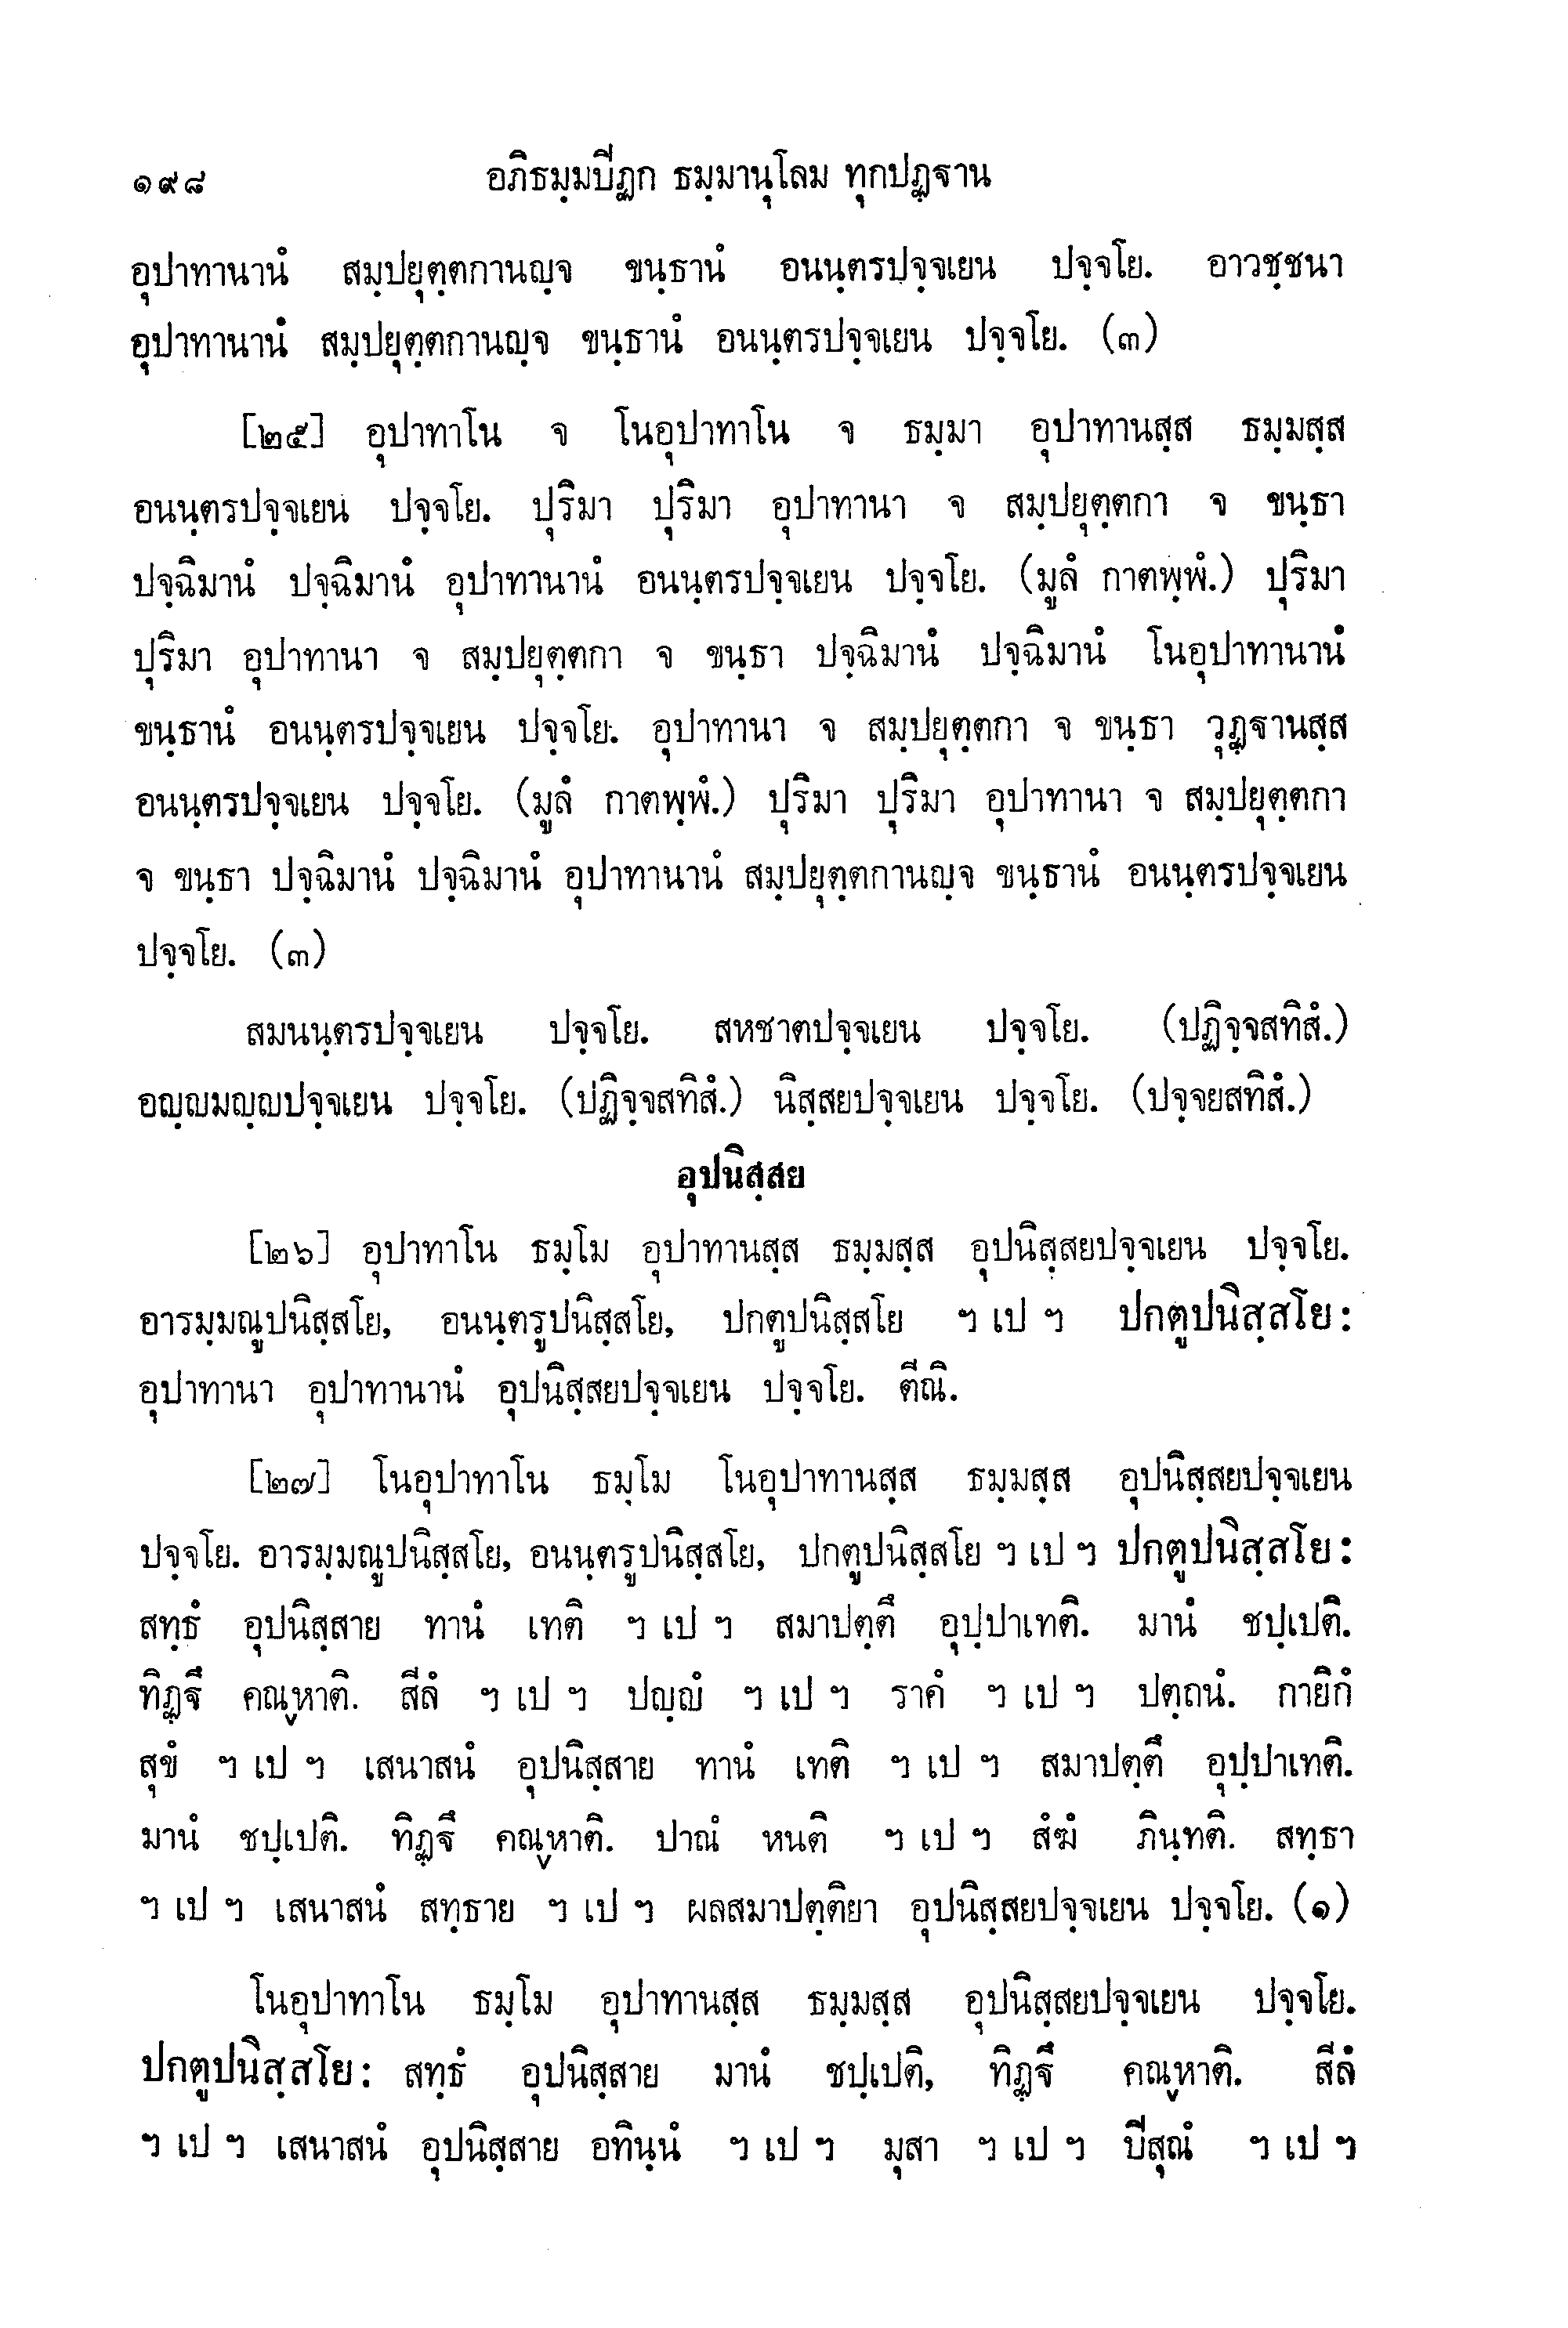 ๑๙๘ อภิธมฺมปีฏก ธมฺมานุโลม ทุกปฏฺฐาน
อุปาทานานํ สมฺปยุตฺตกานญฺจ ขนฺธานํ อนนฺตรปจฺจเยน ปจฺจโย. อาวชฺชนา
อุปาทานานํ สมฺปยุตฺตกานญฺจ ขนฺธานํ อนนฺตรปจฺจเยน ปจฺจโย. (๓)
[๒๕] อุปาทาโน จ โนอุปาทาโน จ ธมฺมา อุปาทานสฺส ธมฺมสฺส
อนนฺตรปจฺจเยน ปจฺจโย. ปุริมา ปุริมา อุปาทานา จ สมฺปยุตฺตกา จ ขนฺธา
ปจฺฉิมานํ ปจฺฉิมานํ อุปาทานานํ อนนฺตรปจฺจเยน ปจฺจโย. (มูลํ กาตพฺพํ.) ปุริมา
ปุริมา อุปาทานา จ สมฺปยุตฺตกา จ ขนฺธา ปจฺฉิมานํ ปจฺฉิมานํ โนอุปาทานานํ
ขนฺธานํ อนนฺตรปจฺจเยน ปจฺจโย. อุปาทานา จ สมฺปยุตฺตกา จ ขนฺธา วุฏฺฐานสฺส
อนนฺตรปจฺจเยน ปจฺจโย. (มูลํ กาตพฺพํ.) ปุริมา ปุริมา อุปาทานา จ สมฺปยุตฺตกา
จ ขนฺธา ปจฺฉิมานํ ปจฺฉิมานํ อุปาทานานํ สมฺปยุตฺตกานญฺจ ขนฺธานํ อนนฺตรปจฺจเยน
ปจฺจโย. (๓)
สมนนฺตรปจฺจเยน ปจฺจโย. สหชาตปจฺจเยน ปจฺจโย. (ปฏิจฺจสทิสํ.)
อญฺญมญฺญปจฺจเยน ปจฺจโย. (ปฏิจฺจสทิสํ.) นิสฺสยปจฺจเยน ปจฺจโย. (ปจฺจยสทิสํ.)
อุปนิสฺสย
[๒๖] อุปาทาโน ธมฺโม อุปาทานสฺส ธมฺมสฺส อุปนิสฺสยปจฺจเยน ปจฺจโย.
อารมฺมณูปนิสฺสโย, อนนฺตรูปนิสฺสโย, ปกตูปนิสฺสโย ฯ เป ฯ ปกตูปนิสฺสโย:
อุปาทานา อุปาทานานํ อุปนิสฺสยปจฺจเยน ปจฺจโย. ตีณิ.
[๒๗] โนอุปาทาโน ธมฺโม โนอุปาทานสฺส ธมฺมสฺส อุปนิสฺสยปจฺจเยน
ปจฺจโย. อารมฺมณูปนิสฺสโย, อนนฺตรูปนิสฺสโย, ปกตูปนิสฺสโย ฯ เป ฯ ปกตูปนิสฺสโย:
สทฺธํ อุปนิสฺสาย ทานํ เทติ ฯ เป ฯ สมาปตฺตึ อุปฺปาเทติ. มานํ ชปฺเปติ.
ทิฏฺฐึ คณฺหาติ. สีลํ ฯ เป ฯ ปญฺญํ ฯ เป ฯ ราคํ ฯ เป ฯ ปตฺถนํ. กายิกํ
สุขํ ฯ เป ฯ เสนาสนํ อุปนิสฺสาย ทานํ เทติ ฯ เป ฯ สมาปตฺตึ อุปฺปาเทติ.
มานํ ชปฺเปติ. ทิฏฺฐึ คณฺหาติ. ปาณํ หนติ ฯ เป ฯ สํฆํ ภินฺทติ. สทฺธา
ฯ เป ฯ เสนาสนํ สทฺธาย ฯ เป ฯ ผลสมาปตฺติยา อุปนิสฺสยปจฺจเยน ปจฺจโย. (๑)
โนอุปาทาโน ธมฺโม อุปาทานสฺส ธมฺมสฺส อุปนิสฺสยปจฺจเยน ปจฺจโย.
ปกตูปนิสฺสโย: สทฺธํ อุปนิสฺสาย มานํ ชปฺเปติ, ทิฏฺฐึ คณฺหาติ. สีลํ
ฯ เป ฯ เสนาสนํ อุปนิสฺสาย อทินฺนํ ฯ เป ฯ มุสา ฯ เป ฯ ปีสุณํ ฯ เป ฯ